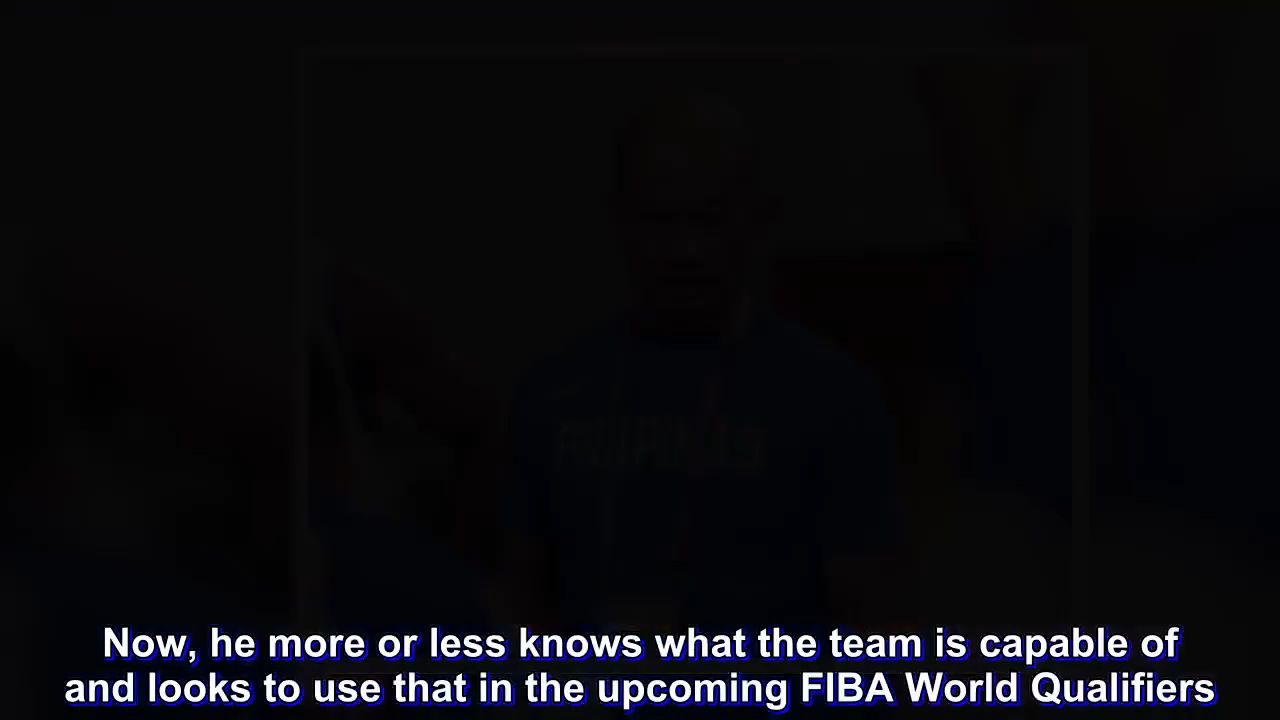 PILIPINAS
Now, he more or less knows what the team is capable of
and looks to use that in the upcoming FIBA World Qualifiers